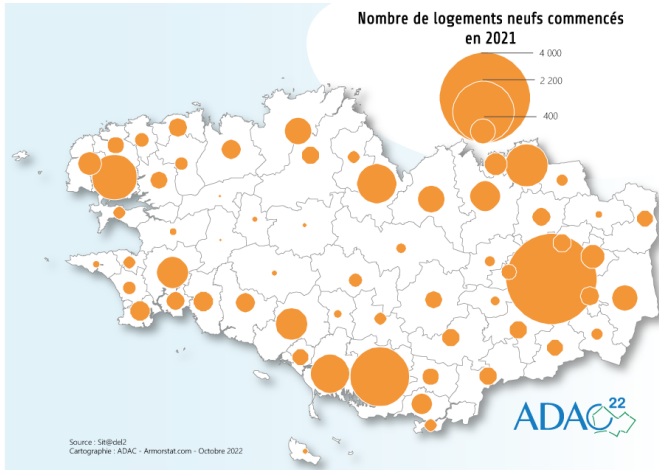 Nombre de logements neufs commencés
en 2021
4 000
2 200
400
ADAC 22
Source : Sit@del2
Cartographie : ADAC - Armorstat.com - Octobre 2022